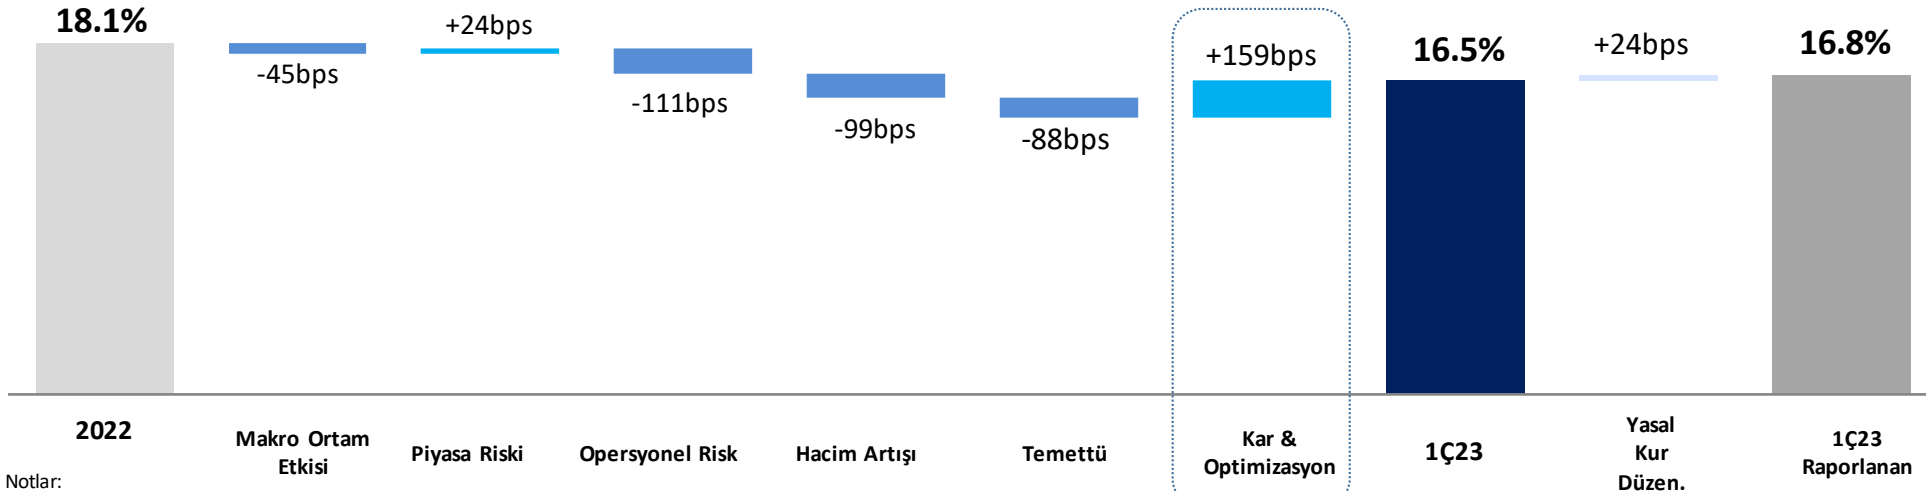 18.1%
-45bps
+24bps
-111bps
-99bps
-88bps
+159bps
16.5%
+24bps
16.8%
2022
Makro Ortam
Etkisi
Piyasa Riski
Opersyonel Risk
Hacim Artışı
Temettü
Kar &
Optimizasyon
1Ç23
Yasal
Kur
Düzen.
1Ç23
Raporlanan
Notlar: